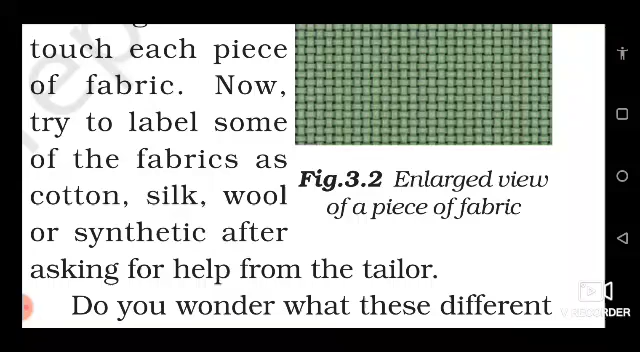 touch each piece
of fabric. Now,
try to label some
of the fabrics as
cotton, silk, wool
or synthetic after
asking for help from the tailor.
Do you wonder what these different
Fig.3.2 Enlarged view
of a piece of fabric
V RECORDER